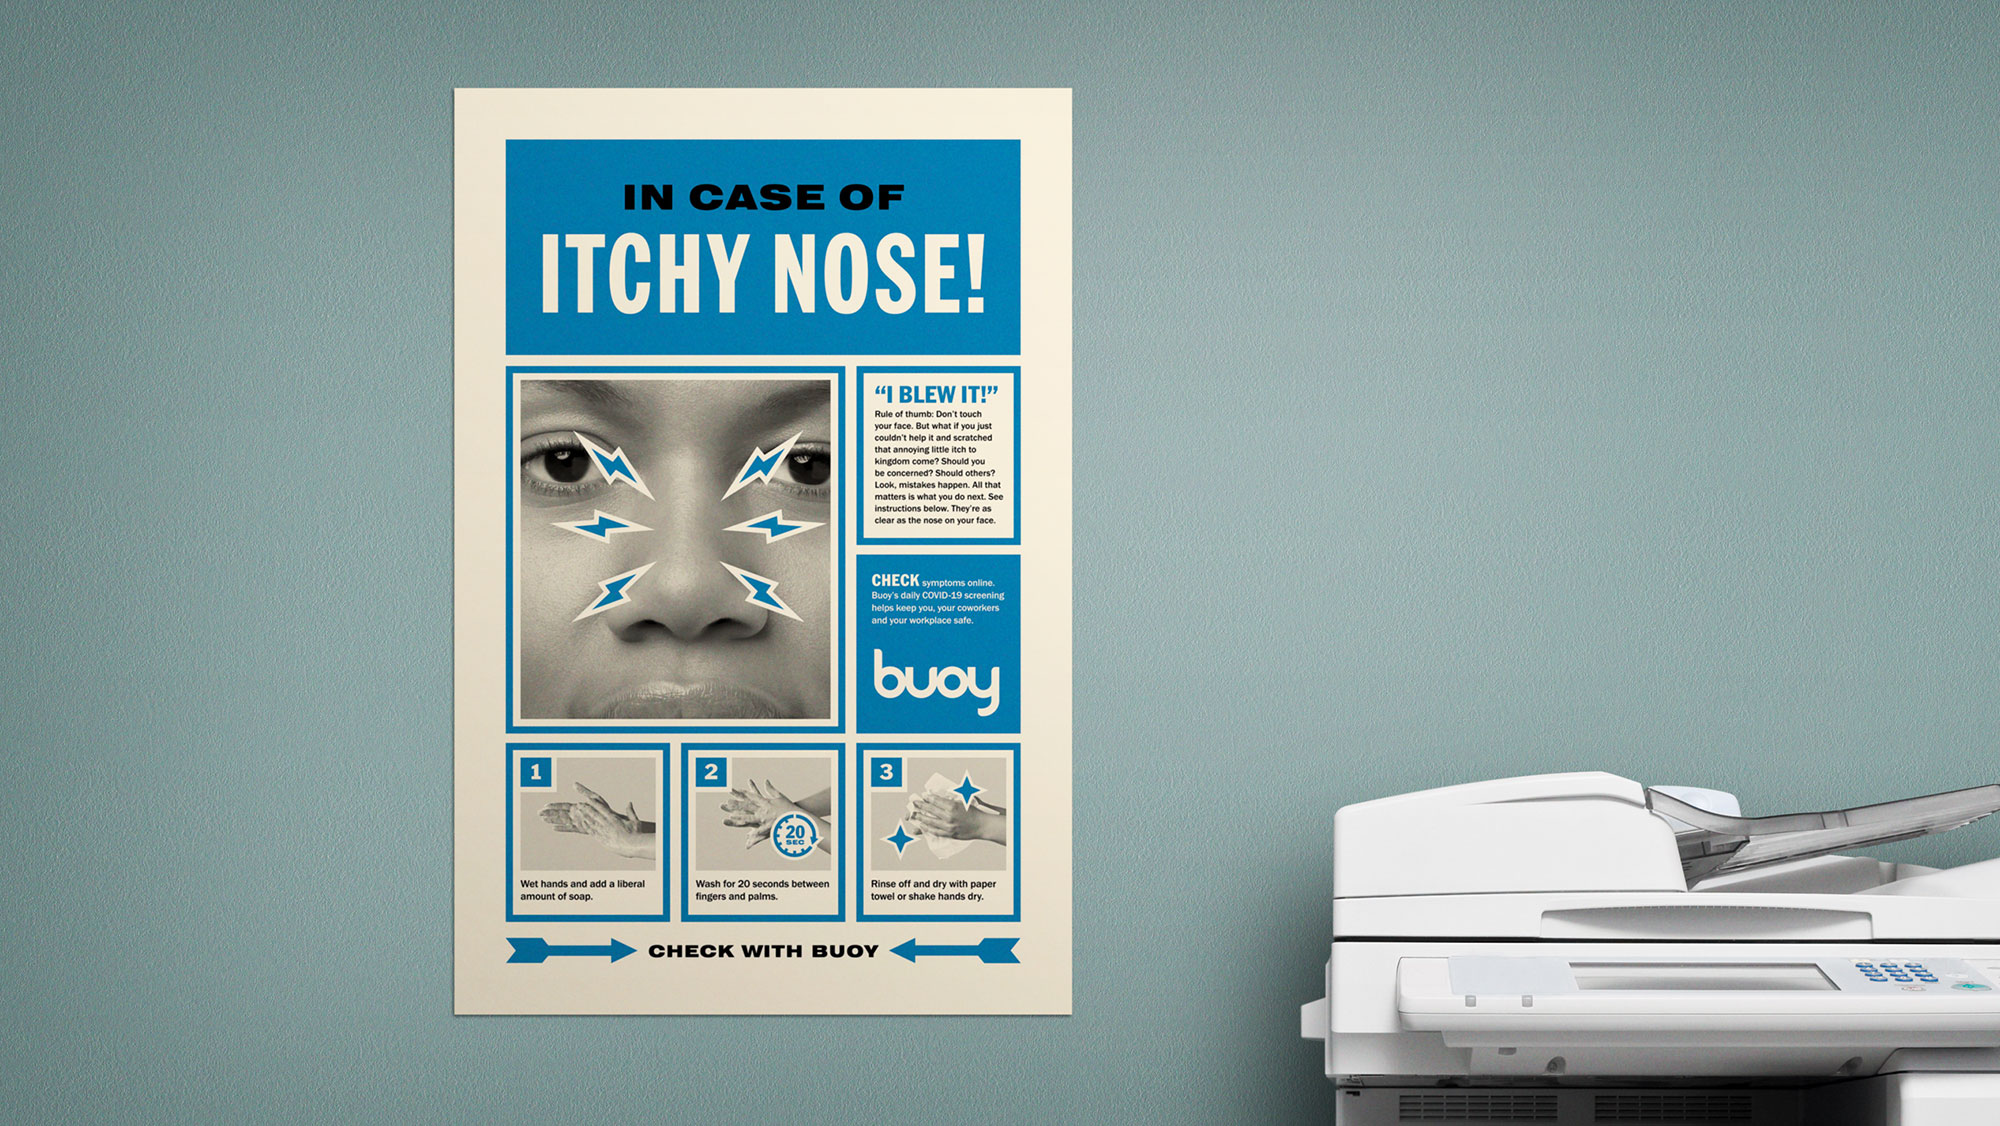 IN CASE OF
ITCHY NOSE!
“I BLEW IT!”
Rule of thumb: Don’t touch
your face. But what if you just
couldn’t help it and scratched
that annoying little itch to
kingdom come? Should you
be concerned? Should others?
Look, mistakes happen. All that
matters is what you do next. See
instructions below. They’re as
clear as the nose on your face.
CHECK symptoms online.
Buoy’s daily COVID-19 screening
helps keep you, your coworkers
and your workplace safe.
buoy
1
Wet hands and add a liberal
amount of soap.
2
20
SEC
Wash for 20 seconds between
fingers and palms.
3
Rinse off and dry with paper
towel or shake hands dry.
CHECK WITH BUOY